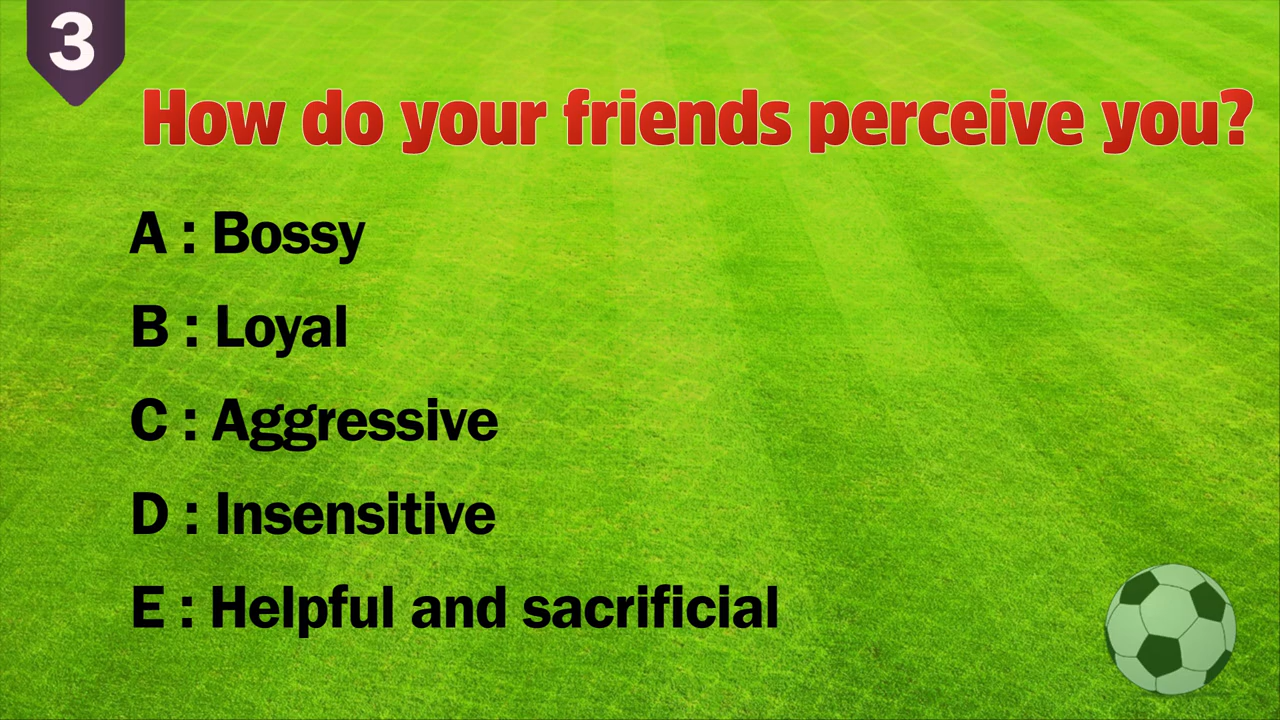 3
How do your friends perceive you?
A : Bossy
B : Loyal
C : Aggressive
D : Insensitive
E : Helpful and sacrificial